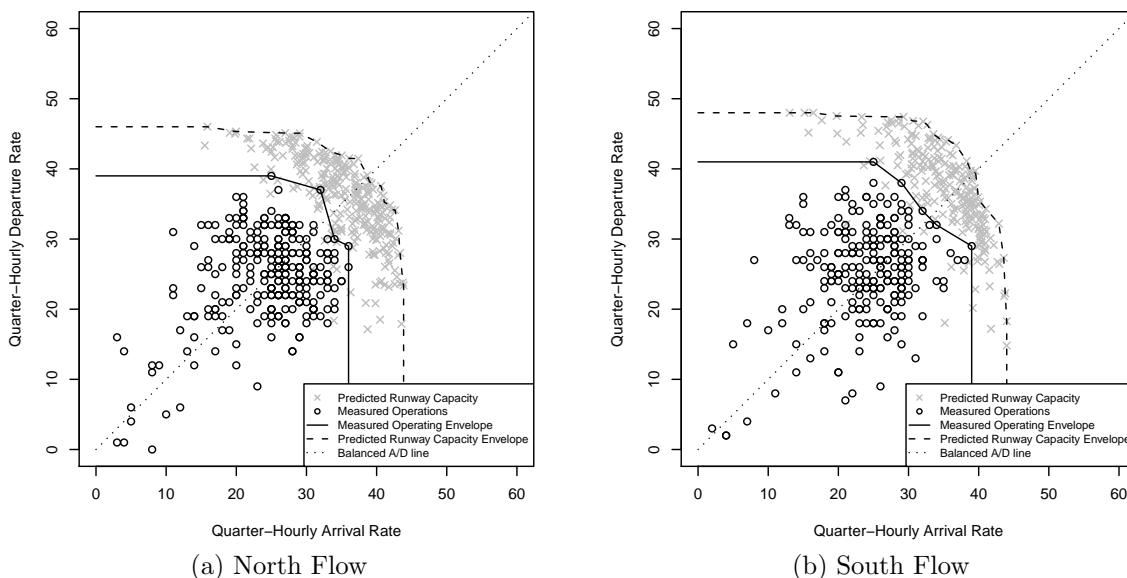 Quarter−Hourly Departure Rate
60
50
40
30
20
10
0
0 10 20 30 40 50 60
Quarter−Hourly Arrival Rate
Predicted Runway Capacity
Measured Operations
Measured Operating Envelope
Predicted Runway Capacity Envelope
Balanced A/D line
(a) North Flow
Quarter−Hourly Departure Rate
60
50
40
30
20
10
0
0 10 20 30 40 50 60
Quarter−Hourly Arrival Rate
Predicted Runway Capacity
Measured Operations
Measured Operating Envelope
Predicted Runway Capacity Envelope
Balanced A/D line
(b) South Flow